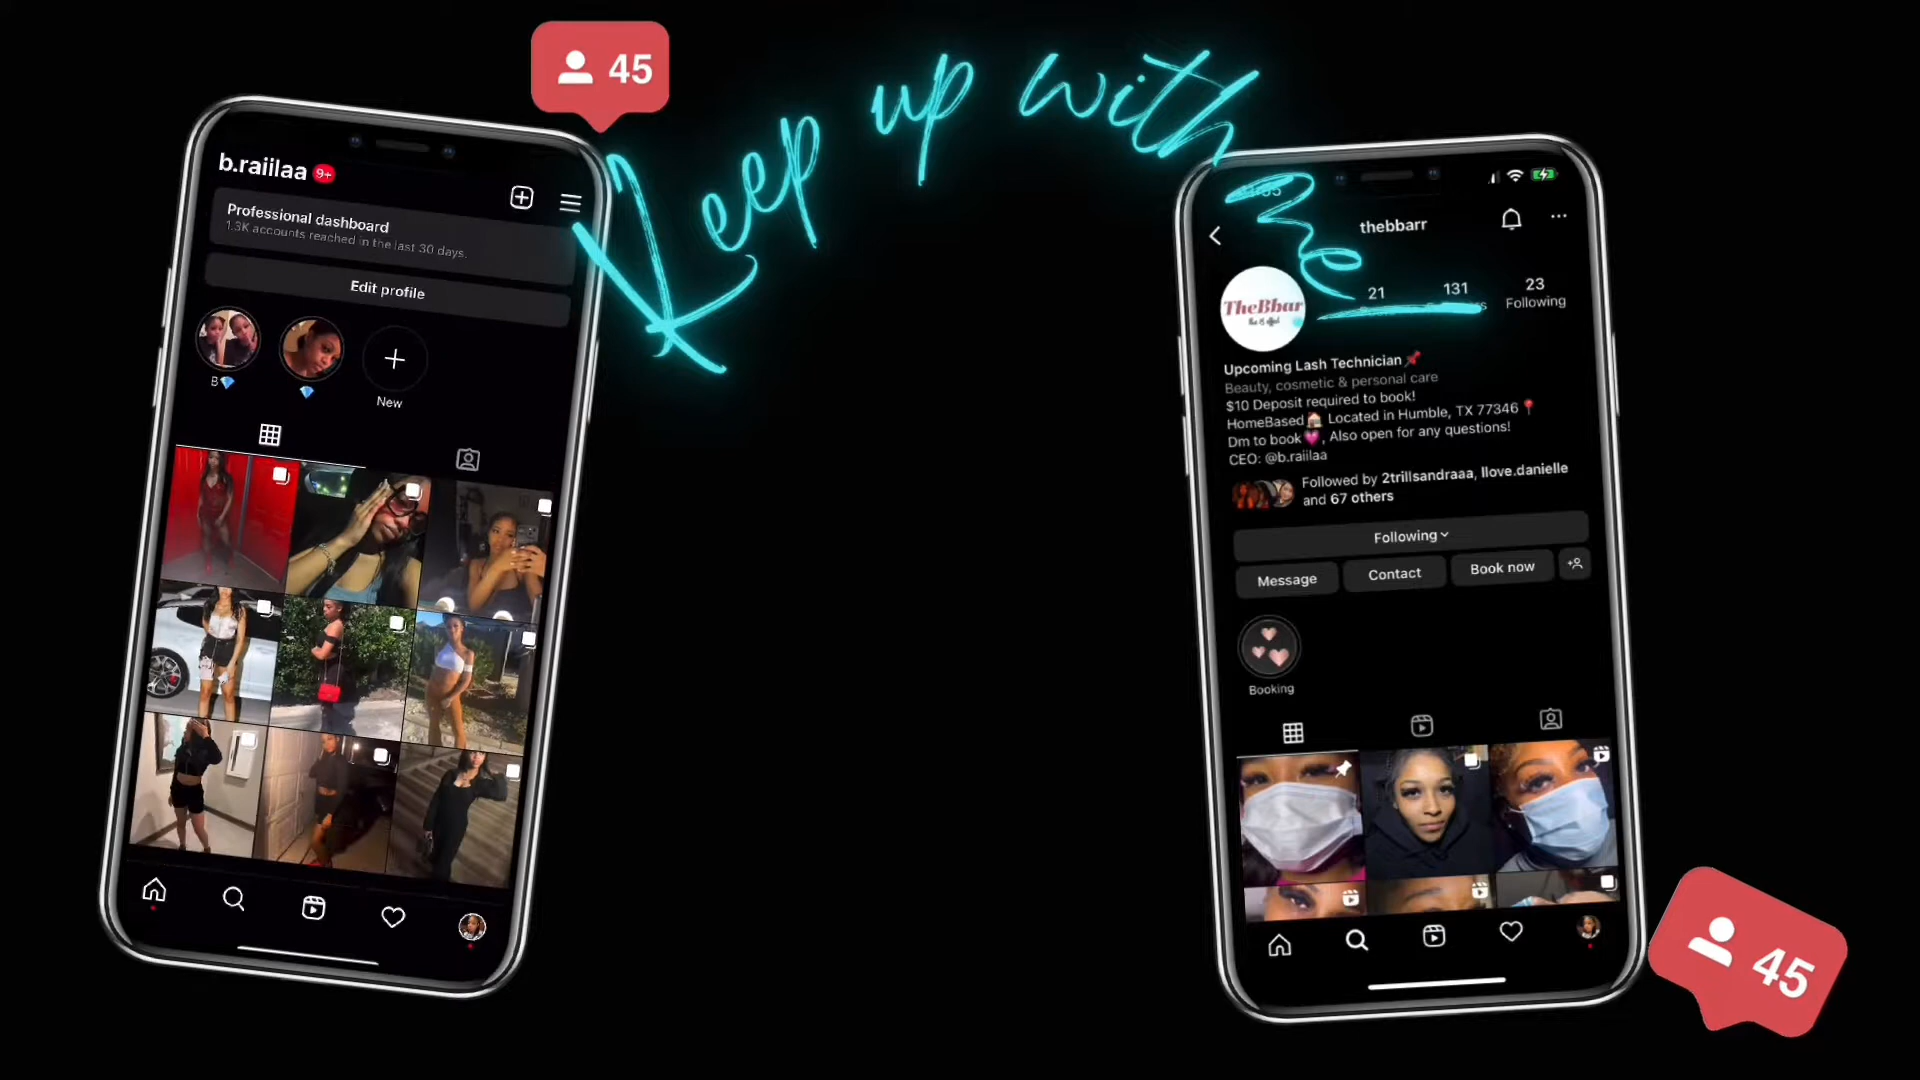 45
Keep up with
me
b.raiilaa 9+
Professional dashboard
1.3K accounts reached in the last 30 days.
Edit profile
B💎
💎
New
thebbarr
TheBbar
21
131
23
Following
Upcoming Lash Technician📌
Beauty, cosmetic & personal care
$10 Deposit required to book!
HomeBased🏠 Located in Humble, TX 77346📍
Dm to book💗, Also open for any questions!
CEO: @b.raiilaa
Followed by 2trillsandraaa, llove.danielle
and 67 others
Following
Message Contact Book now
Booking
45